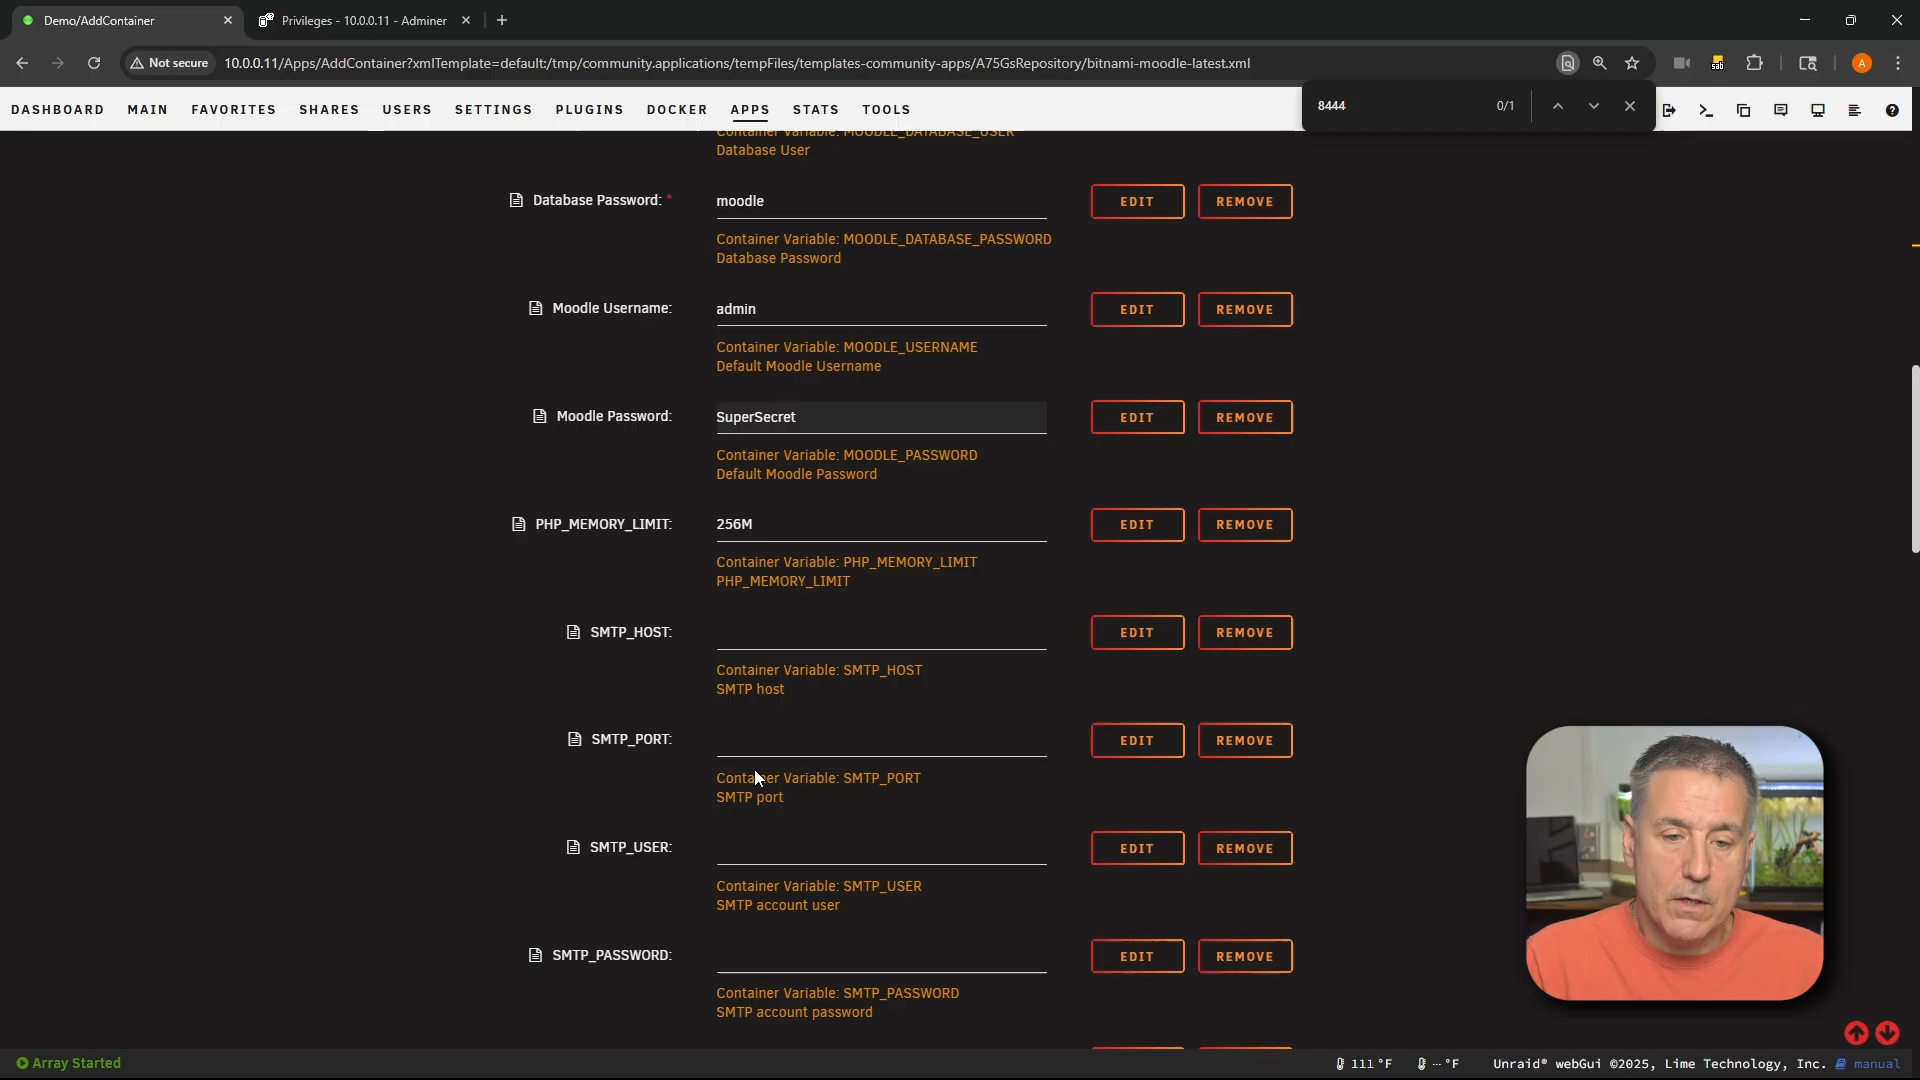 Demo/AddContainer
Privileges - 10.0.0.11 - Adminer
Not secure
10.0.0.11/Apps/AddContainer?xmlTemplate=default:/tmp/community.applications/tempFiles/templates-community-apps/A75GsRepository/bitnami-moodle-latest.xml
sab
A
8444
0/1
DASHBOARD MAIN FAVORITES SHARES USERS SETTINGS PLUGINS DOCKER APPS STATS TOOLS
Container Variable: MOODLE_DATABASE_USER
Database User
Database Password: *
moodle
EDIT
REMOVE
Container Variable: MOODLE_DATABASE_PASSWORD
Database Password
Moodle Username:
admin
EDIT
REMOVE
Container Variable: MOODLE_USERNAME
Default Moodle Username
Moodle Password:
SuperSecret
EDIT
REMOVE
Container Variable: MOODLE_PASSWORD
Default Moodle Password
PHP_MEMORY_LIMIT:
256M
EDIT
REMOVE
Container Variable: PHP_MEMORY_LIMIT
PHP_MEMORY_LIMIT
SMTP_HOST:
EDIT
REMOVE
Container Variable: SMTP_HOST
SMTP host
SMTP_PORT:
EDIT
REMOVE
Container Variable: SMTP_PORT
SMTP port
SMTP_USER:
EDIT
REMOVE
Container Variable: SMTP_USER
SMTP account user
SMTP_PASSWORD:
EDIT
REMOVE
Container Variable: SMTP_PASSWORD
SMTP account password
Array Started
111 °F
-- °F
Unraid® webGui ©2025, Lime Technology, Inc.
manual